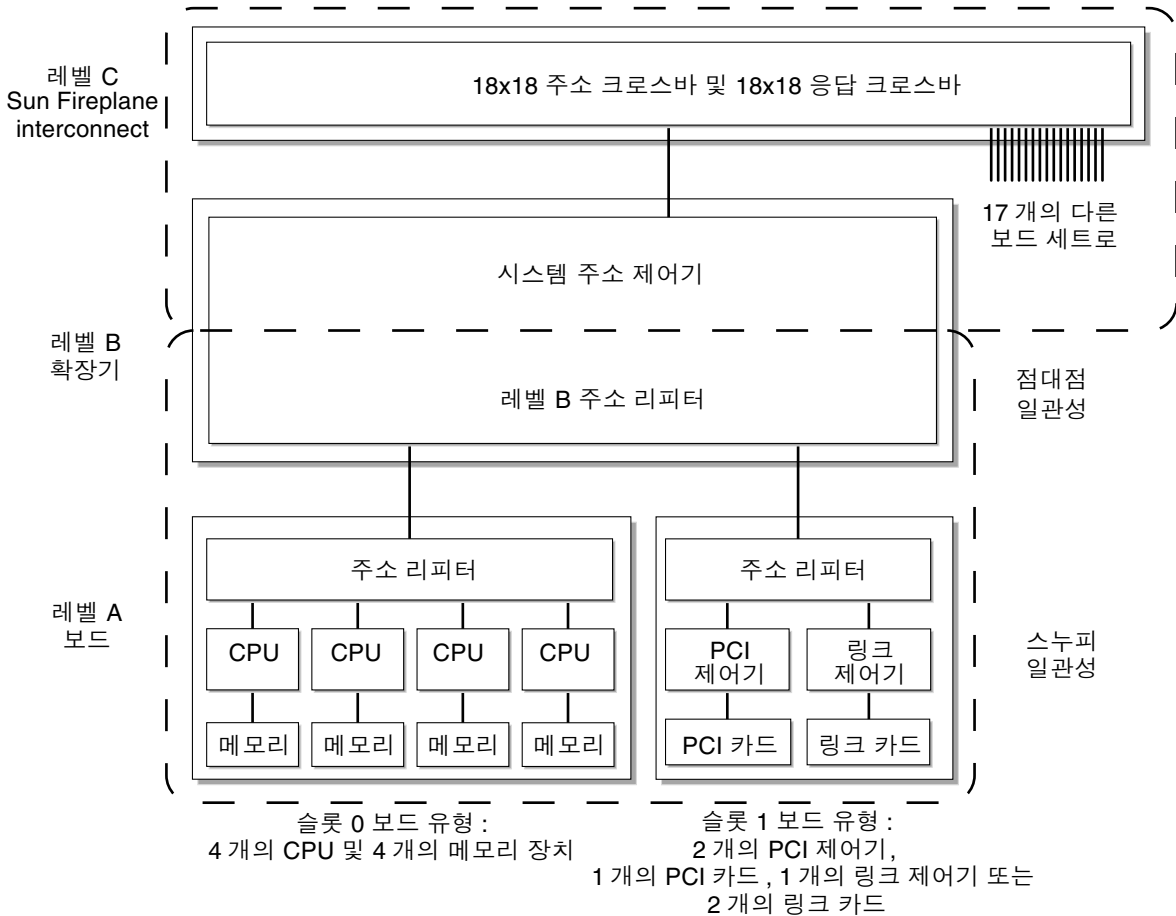 레벨 C
Sun Fireplane
interconnect
18x18 주소 크로스바 및 18x18 응답 크로스바
17 개의 다른
보드 세트로
시스템 주소 제어기
레벨 B
확장기
레벨 B 주소 리피터
점대점
일관성
레벨 A
보드
주소 리피터
CPU CPU CPU CPU
메모리 메모리 메모리 메모리
주소 리피터
PCI
제어기
링크
제어기
PCI 카드
링크 카드
스누피
일관성
슬롯 0 보드 유형 :
4 개의 CPU 및 4 개의 메모리 장치
슬롯 1 보드 유형 :
2 개의 PCI 제어기 ,
1 개의 PCI 카드 , 1 개의 링크 제어기 또는
2 개의 링크 카드